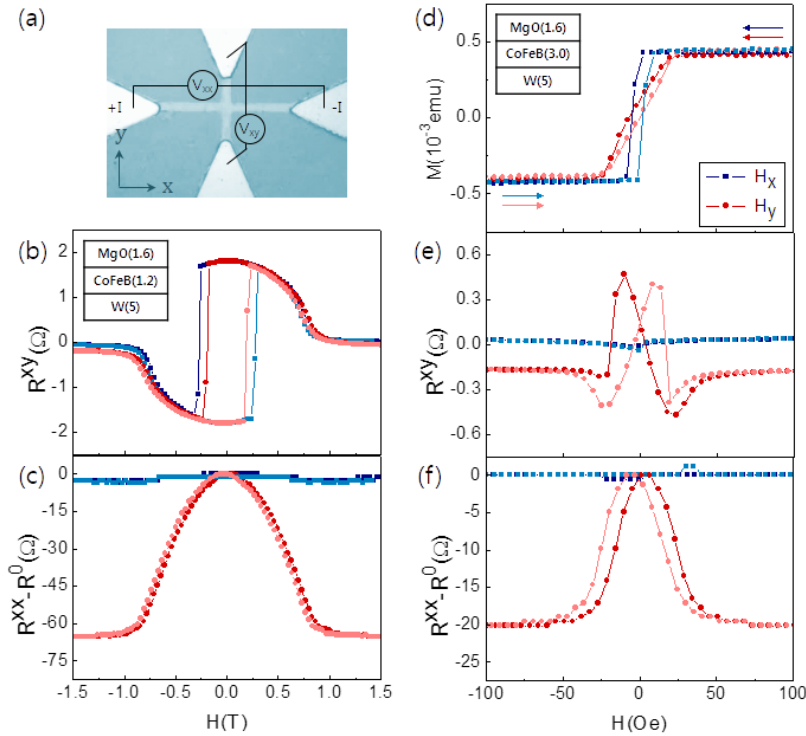 (a)
Vxx
+I
-I
Vxy
y
x
(b)
MgO(1.6)
CoFeB(1.2)
W(5)
Rxy(Ω)
2
1
0
-1
-2
(c)
Rxx-R0(Ω)
0
-15
-30
-45
-60
-75
-1.5
-1.0
-0.5
0.0
0.5
1.0
1.5
H(T)
(d)
MgO(1.6)
CoFeB(3.0)
W(5)
M(10-3emu)
0.5
0.0
-0.5
Hx
Hy
(e)
Rxy(Ω)
0.6
0.3
0.0
-0.3
-0.6
(f)
Rxx-R0(Ω)
0
-5
-10
-15
-20
-25
-100
-50
0
50
100
H(Oe)